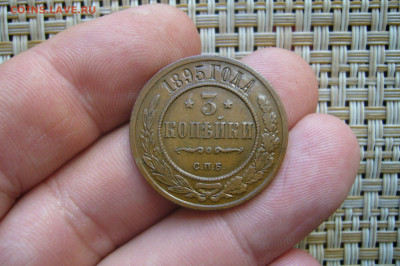 COINS.LAVE.RU
1895 ГОДА
3
КОПѢЙКИ
С.П.Б.